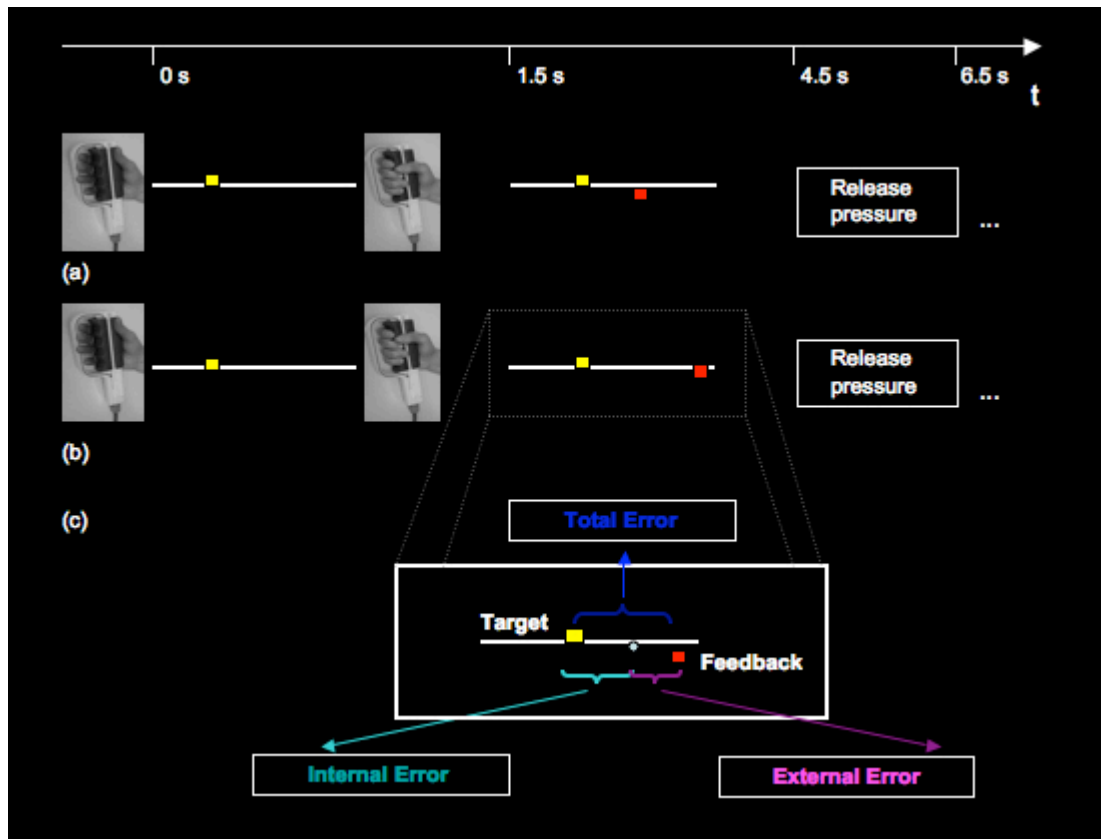 0 s
1.5 s
4.5 s
6.5 s
t
Release
pressure
...
(a)
Release
pressure
...
(b)
(c)
Total Error
Target
Feedback
Internal Error
External Error